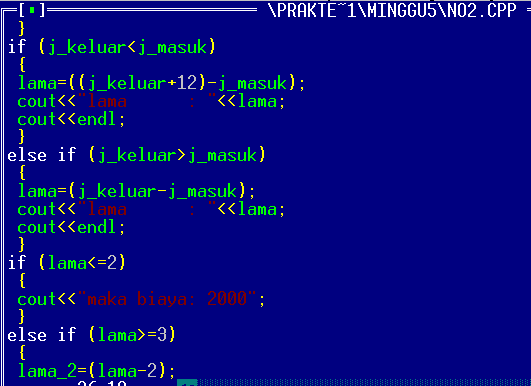 [▪] \PRAKTE~1\MINGGU5\NO2.CPP
}
if (j_keluar<j_masuk)
{
lama=((j_keluar+12)-j_masuk);
cout<<"lama      : "<<lama;
cout<<endl;
}
else if (j_keluar>j_masuk)
{
lama=(j_keluar-j_masuk);
cout<<"lama      : "<<lama;
cout<<endl;
}
if (lama<=2)
{
cout<<"maka biaya: 2000";
}
else if (lama>=3)
{
lama_2=(lama-2);